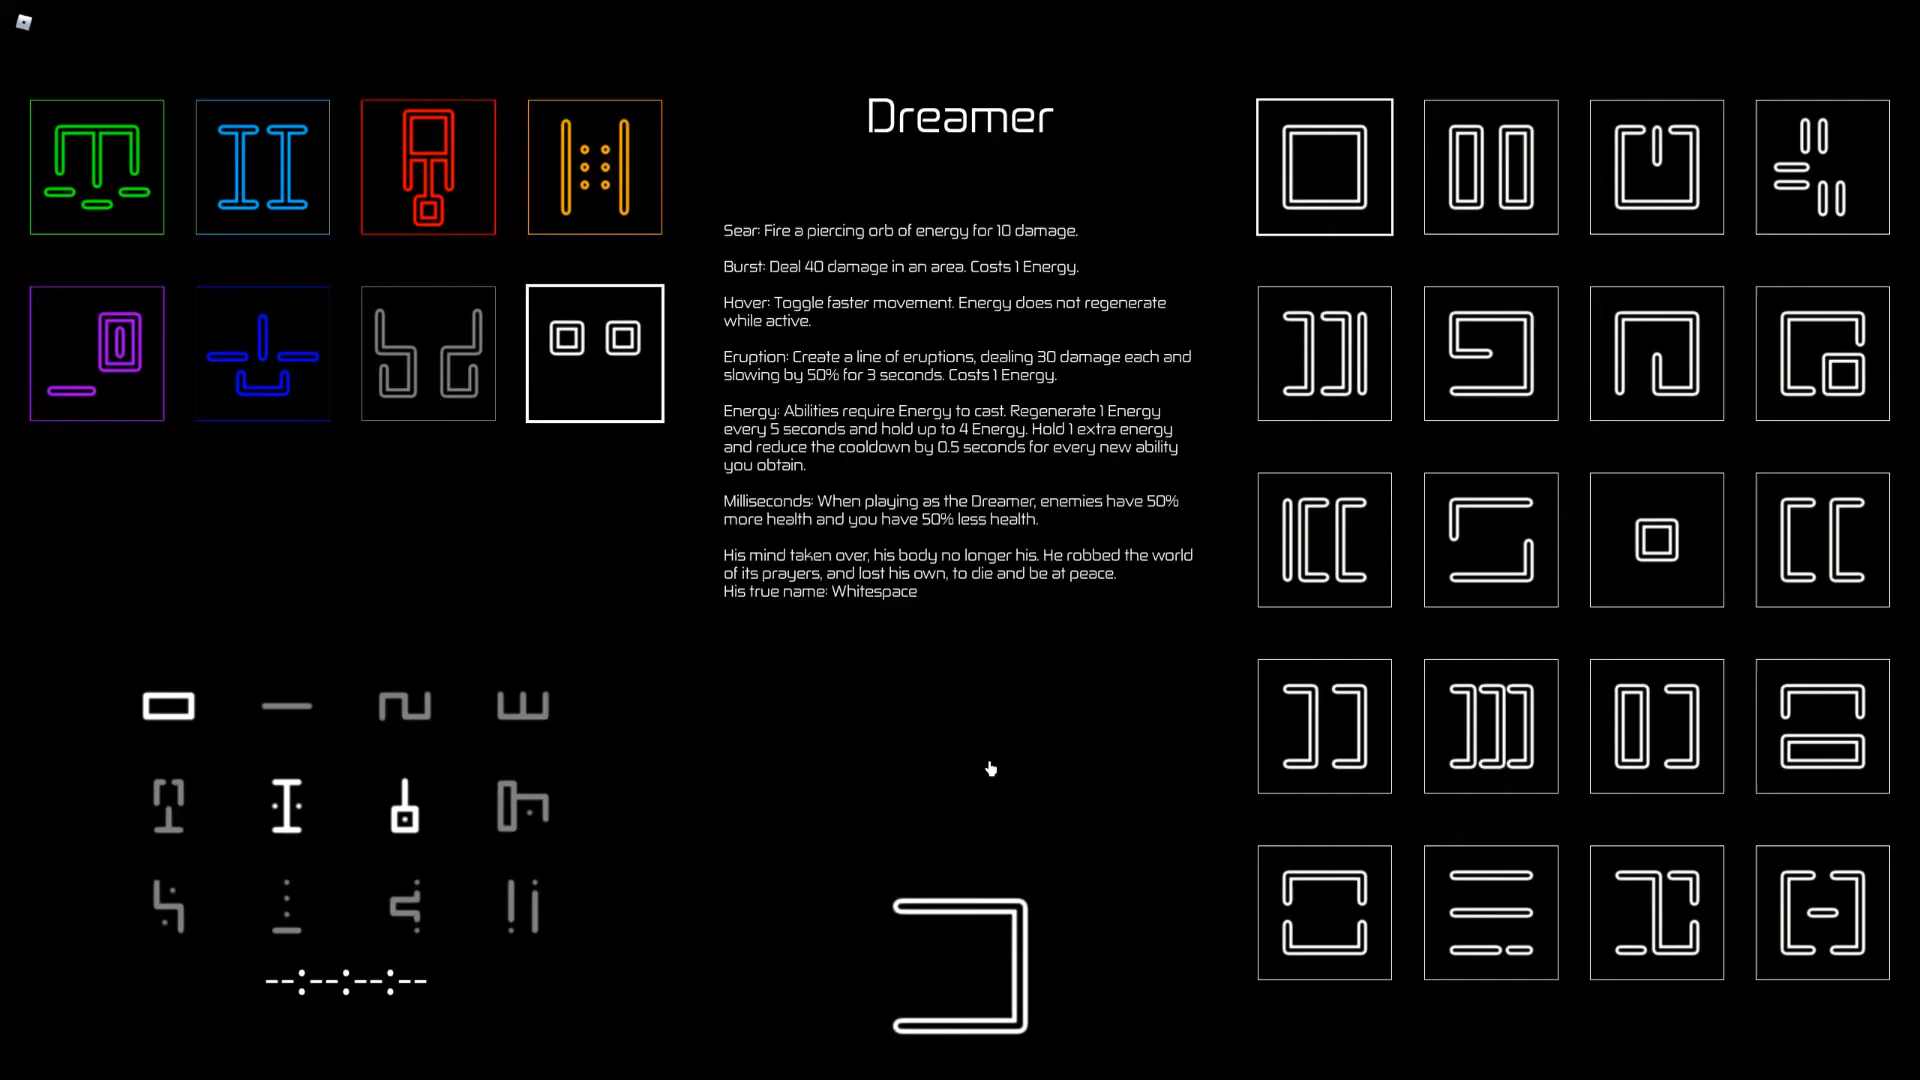 Dreamer
Sear: Fire a piercing orb of energy for 10 damage.
Burst: Deal 40 damage in an area. Costs 1 Energy.
Hover: Toggle faster movement. Energy does not regenerate
while active.
Eruption: Create a line of eruptions, dealing 30 damage each and
slowing by 50% for 3 seconds. Costs 1 Energy.
Energy: Abilities require Energy to cast. Regenerate 1 Energy
every 5 seconds and hold up to 4 Energy. Hold 1 extra energy
and reduce the cooldown by 0.5 seconds for every new ability
you obtain.
Milliseconds: When playing as the Dreamer, enemies have 50%
more health and you have 50% less health.
His mind taken over, his body no longer his. He robbed the world
of its prayers, and lost his own, to die and be at peace.
His true name: Whitespace
--:--:--:--